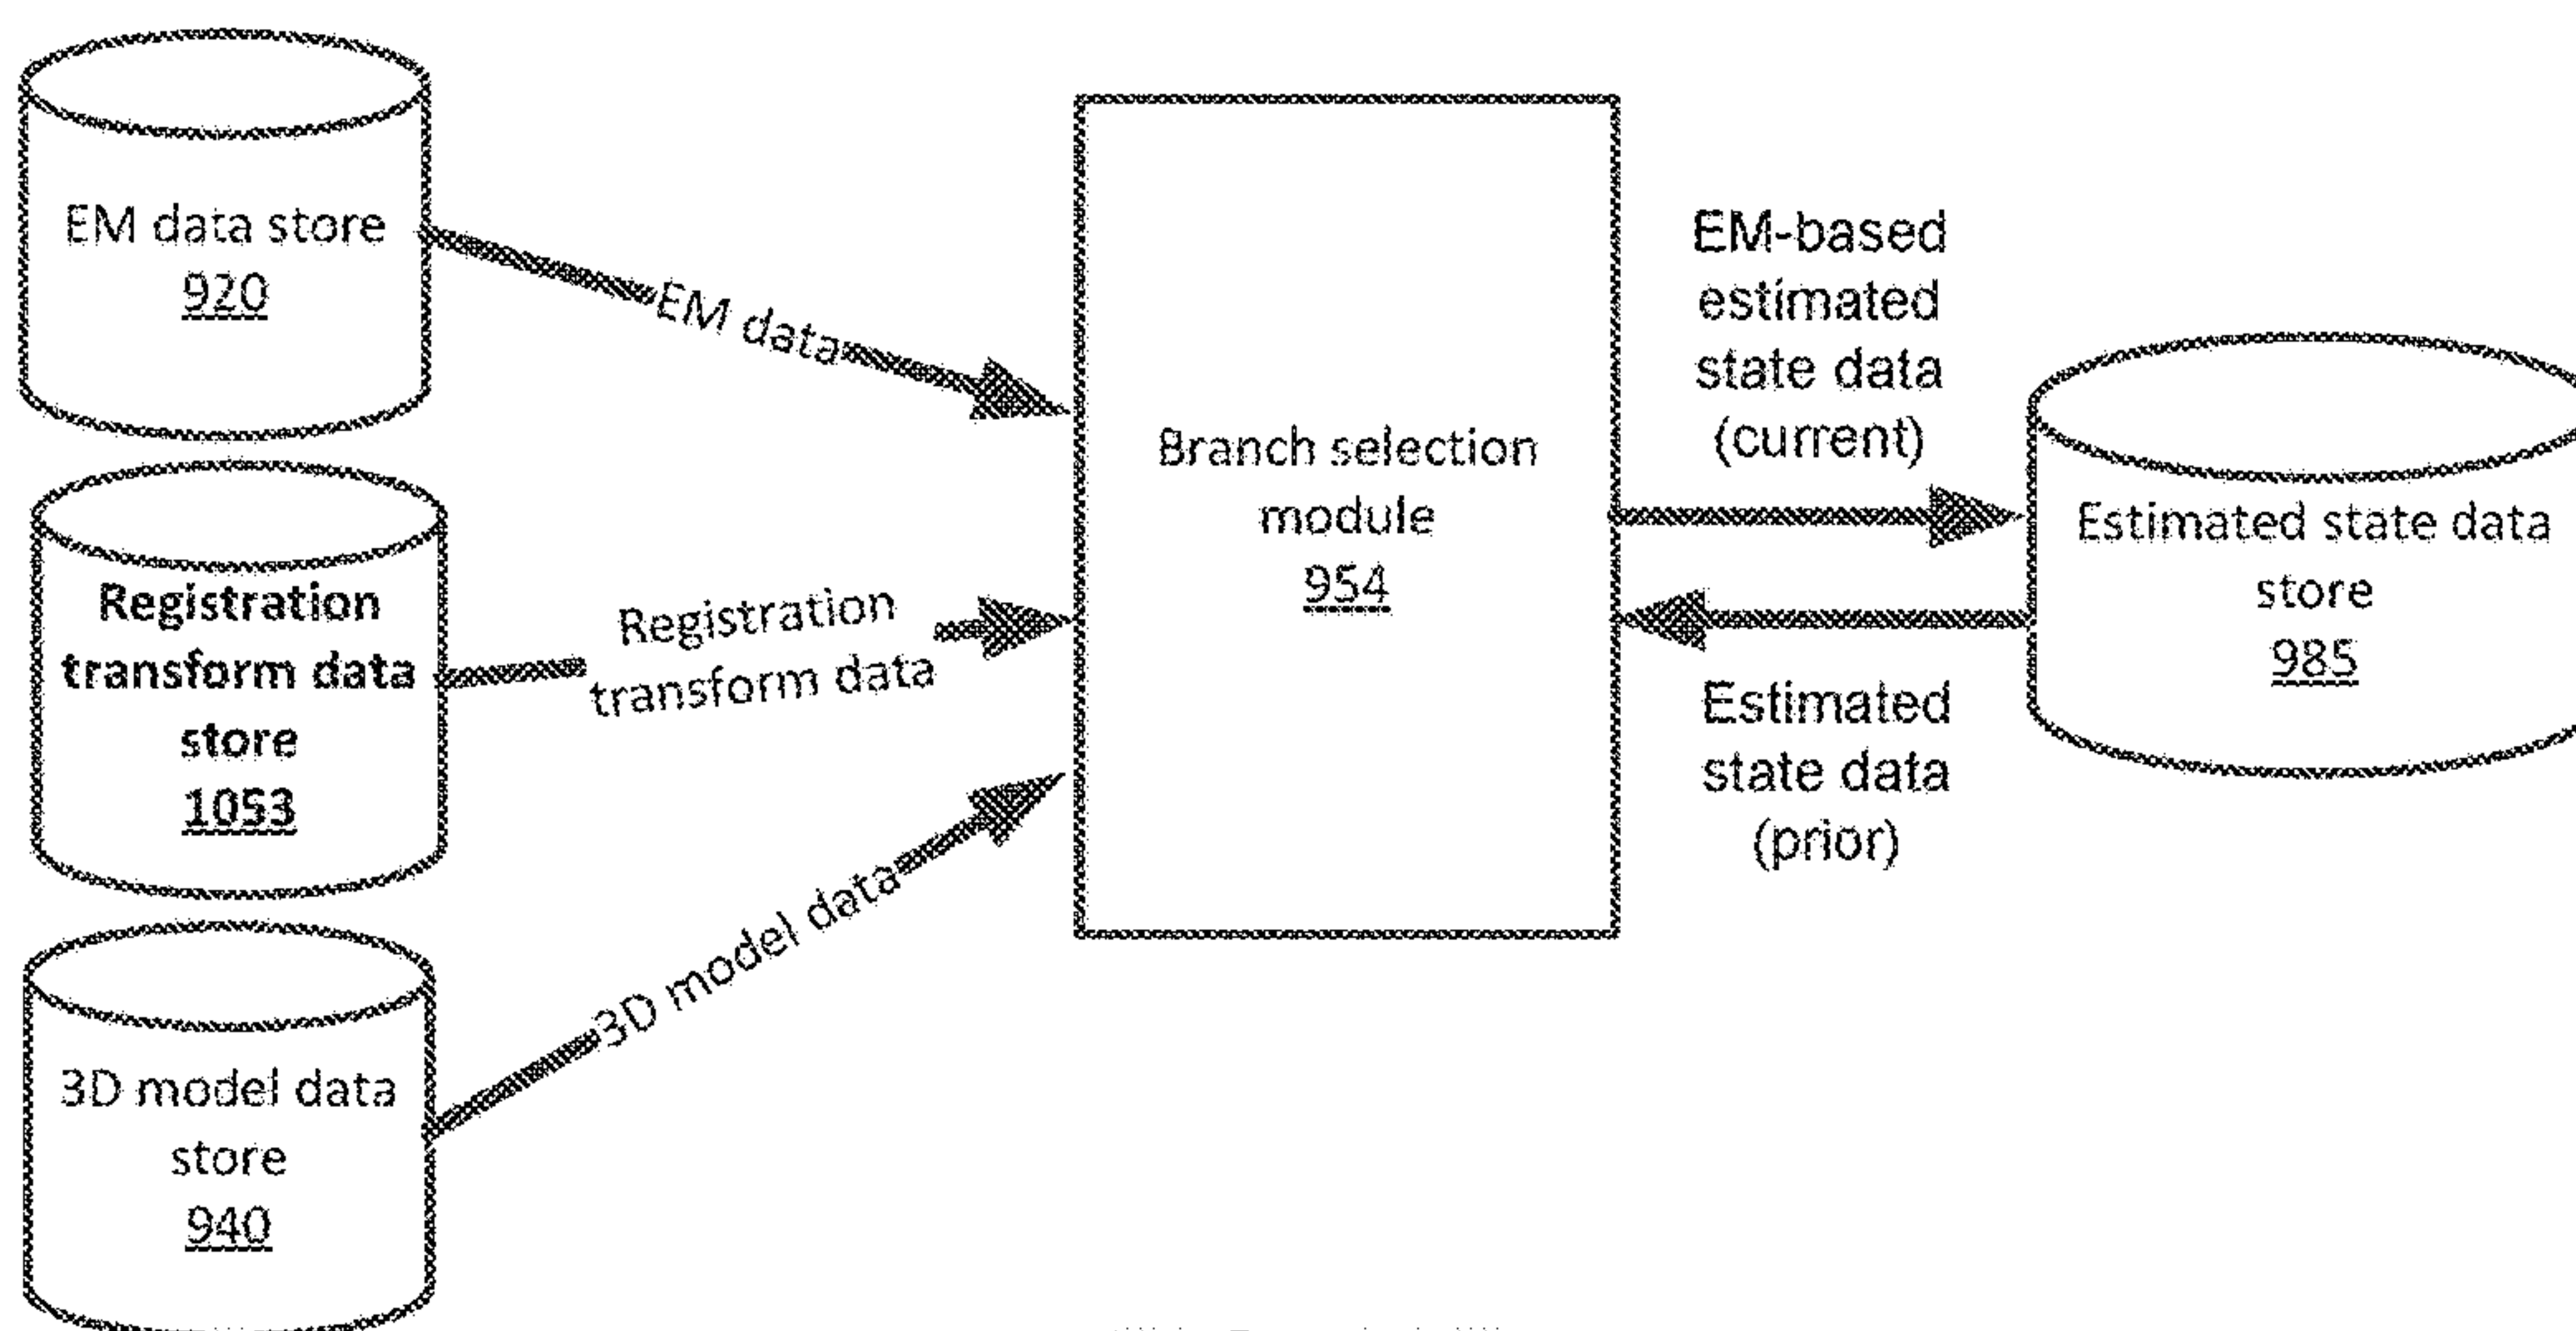 EM data store
920
EM data
Registration
transform data
store
1053
Registration
transform data
3D model data
store
940
3D model data
Branch selection
module
954
EM-based
estimated
state data
(current)
Estimated
state data
(prior)
Estimated state data
store
985